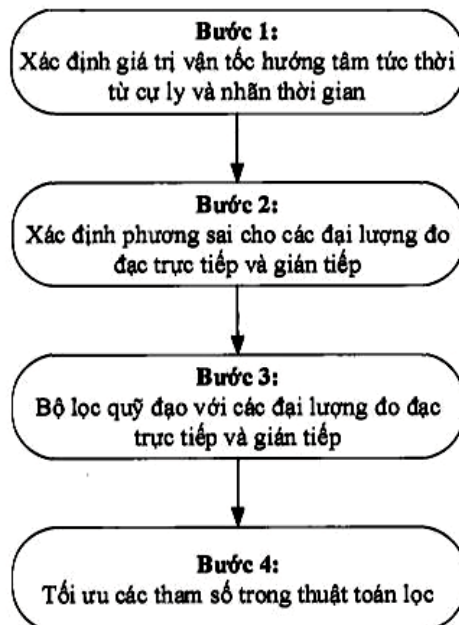 Bước 1:
Xác định giá trị vận tốc hướng tâm tức thời
từ cự ly và nhãn thời gian
Bước 2:
Xác định phương sai cho các đại lượng đo
đạc trực tiếp và gián tiếp
Bước 3:
Bộ lọc quỹ đạo với các đại lượng đo đạc
trực tiếp và gián tiếp
Bước 4:
Tối ưu các tham số trong thuật toán lọc